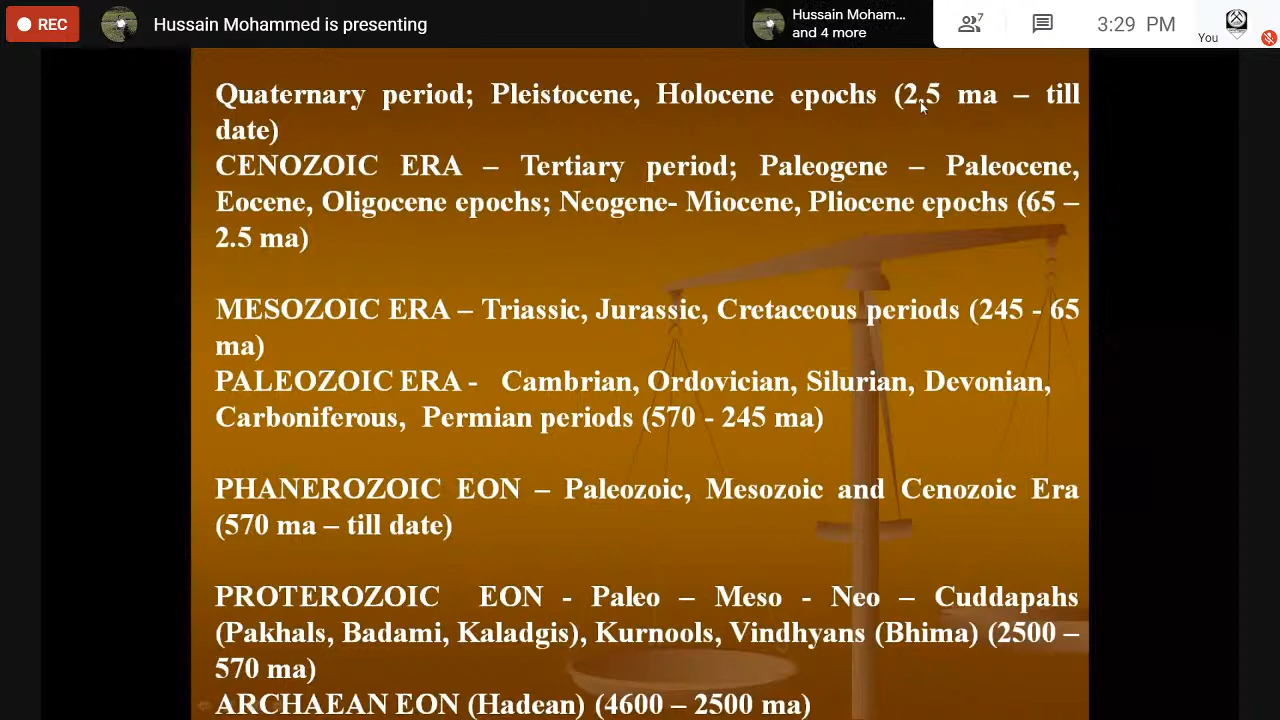 REC
Hussain Mohammed is presenting
Hussain Moham...
and 4 more
7
3:29 PM
You
Quaternary period; Pleistocene, Holocene epochs (2.5 ma – till
date)
CENOZOIC ERA – Tertiary period; Paleogene – Paleocene,
Eocene, Oligocene epochs; Neogene- Miocene, Pliocene epochs (65 –
2.5 ma)
MESOZOIC ERA – Triassic, Jurassic, Cretaceous periods (245 - 65
ma)
PALEOZOIC ERA - Cambrian, Ordovician, Silurian, Devonian,
Carboniferous, Permian periods (570 - 245 ma)
PHANEROZOIC EON – Paleozoic, Mesozoic and Cenozoic Era
(570 ma – till date)
PROTEROZOIC EON - Paleo – Meso - Neo – Cuddapahs
(Pakhals, Badami, Kaladgis), Kurnools, Vindhyans (Bhima) (2500 –
570 ma)
ARCHAEAN EON (Hadean) (4600 – 2500 ma)